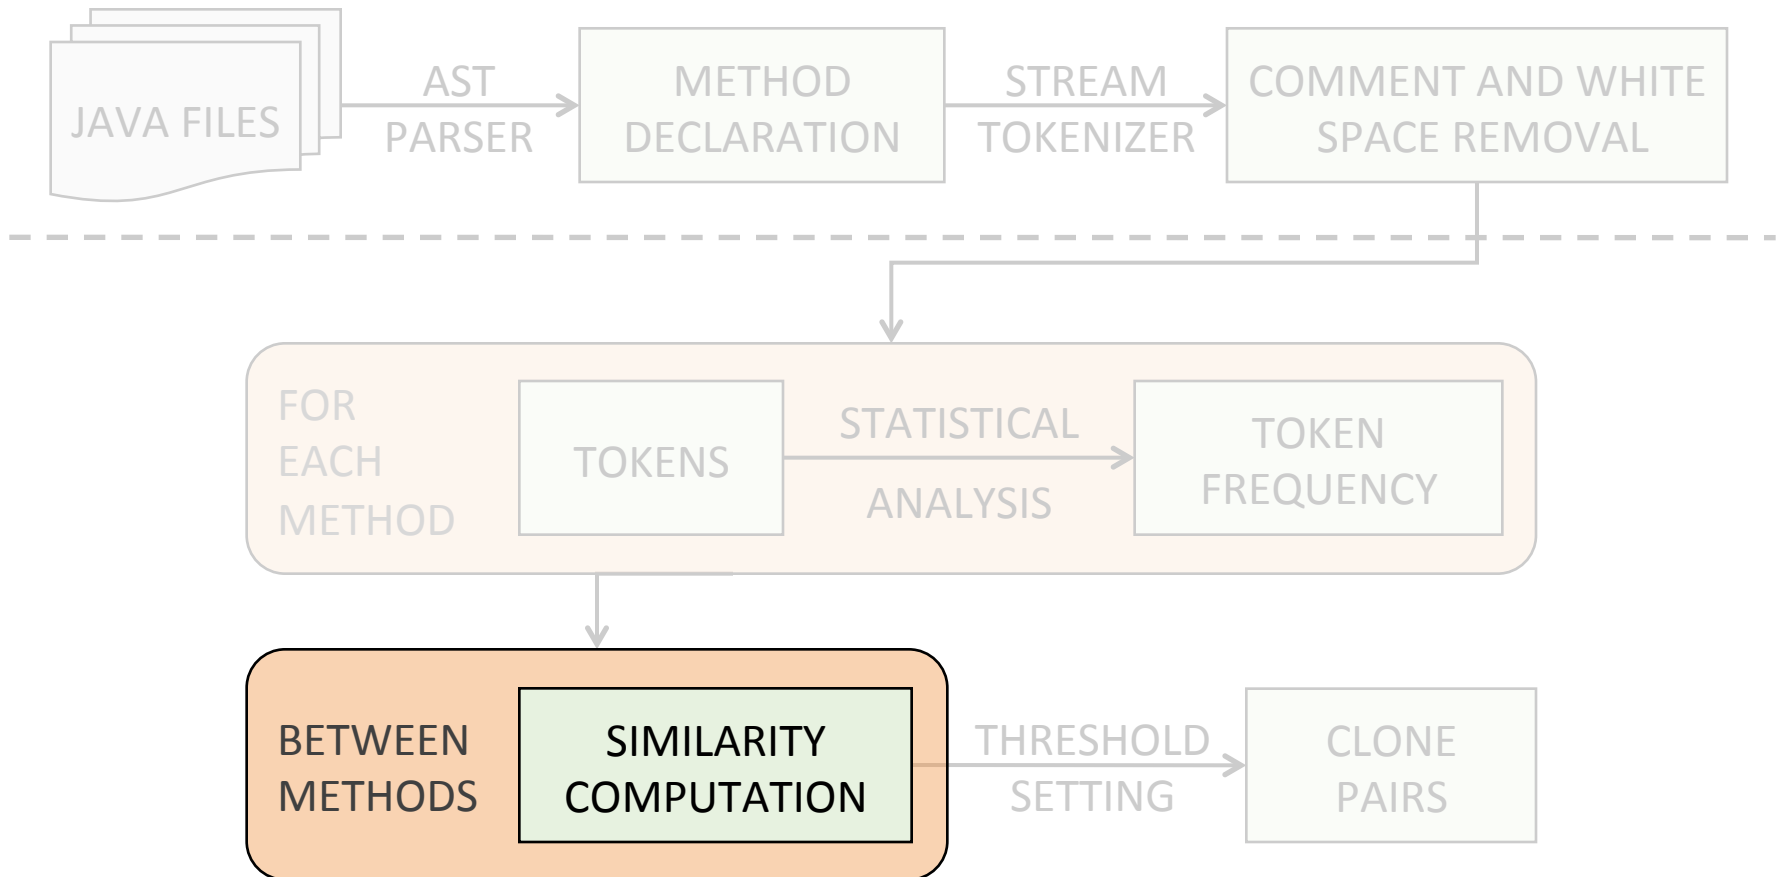 JAVA FILES
AST
PARSER
METHOD
DECLARATION
STREAM
TOKENIZER
COMMENT AND WHITE
SPACE REMOVAL
FOR
EACH
METHOD
TOKENS
STATISTICAL
ANALYSIS
TOKEN
FREQUENCY
BETWEEN
METHODS
SIMILARITY
COMPUTATION
THRESHOLD
SETTING
CLONE
PAIRS